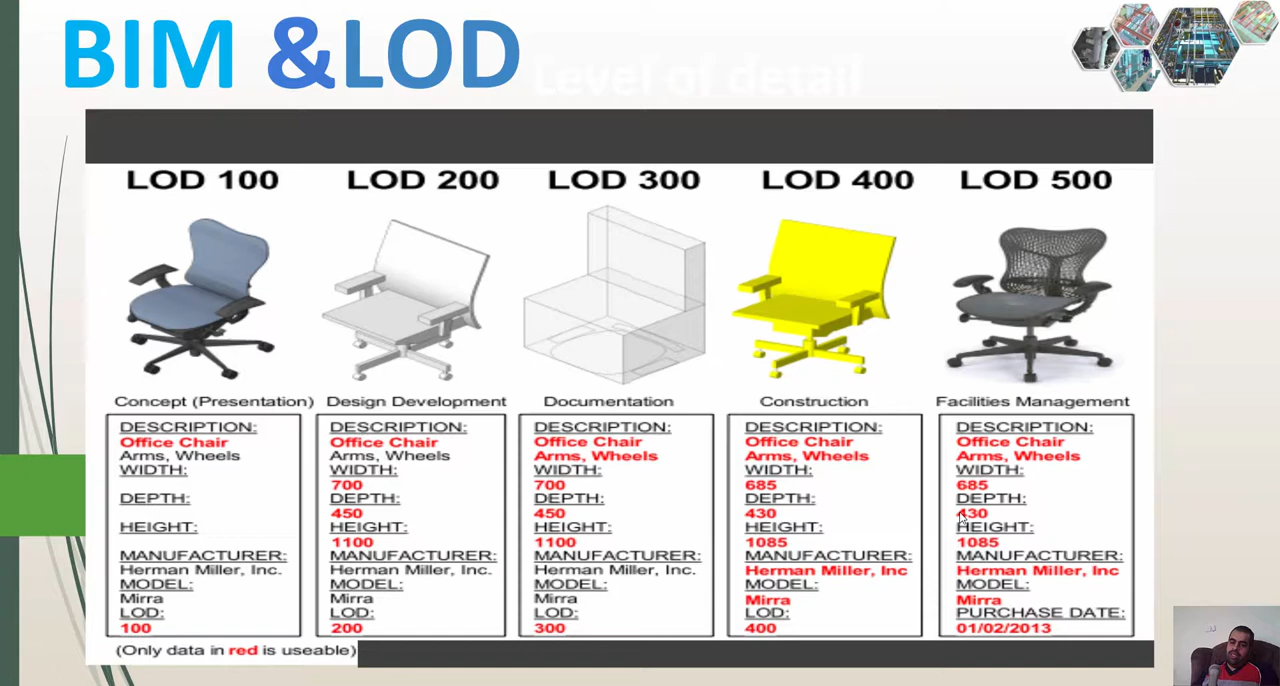 BIM &LOD
Level of detail
LOD 100
LOD 200
LOD 300
LOD 400
LOD 500
Concept (Presentation)
Design Development
Documentation
Construction
Facilities Management
DESCRIPTION:
Office Chair
Arms, Wheels
WIDTH:
DEPTH:
HEIGHT:
MANUFACTURER:
Herman Miller, Inc.
MODEL:
Mirra
LOD:
100
DESCRIPTION:
Office Chair
Arms, Wheels
WIDTH:
700
DEPTH:
450
HEIGHT:
1100
MANUFACTURER:
Herman Miller, Inc.
MODEL:
Mirra
LOD:
200
DESCRIPTION:
Office Chair
Arms, Wheels
WIDTH:
700
DEPTH:
450
HEIGHT:
1100
MANUFACTURER:
Herman Miller, Inc.
MODEL:
Mirra
LOD:
300
DESCRIPTION:
Office Chair
Arms, Wheels
WIDTH:
685
DEPTH:
430
HEIGHT:
1085
MANUFACTURER:
Herman Miller, Inc
MODEL:
Mirra
LOD:
400
DESCRIPTION:
Office Chair
Arms, Wheels
WIDTH:
685
DEPTH:
430
HEIGHT:
1085
MANUFACTURER:
Herman Miller, Inc
MODEL:
Mirra
PURCHASE DATE:
01/02/2013
(Only data in red is useable)